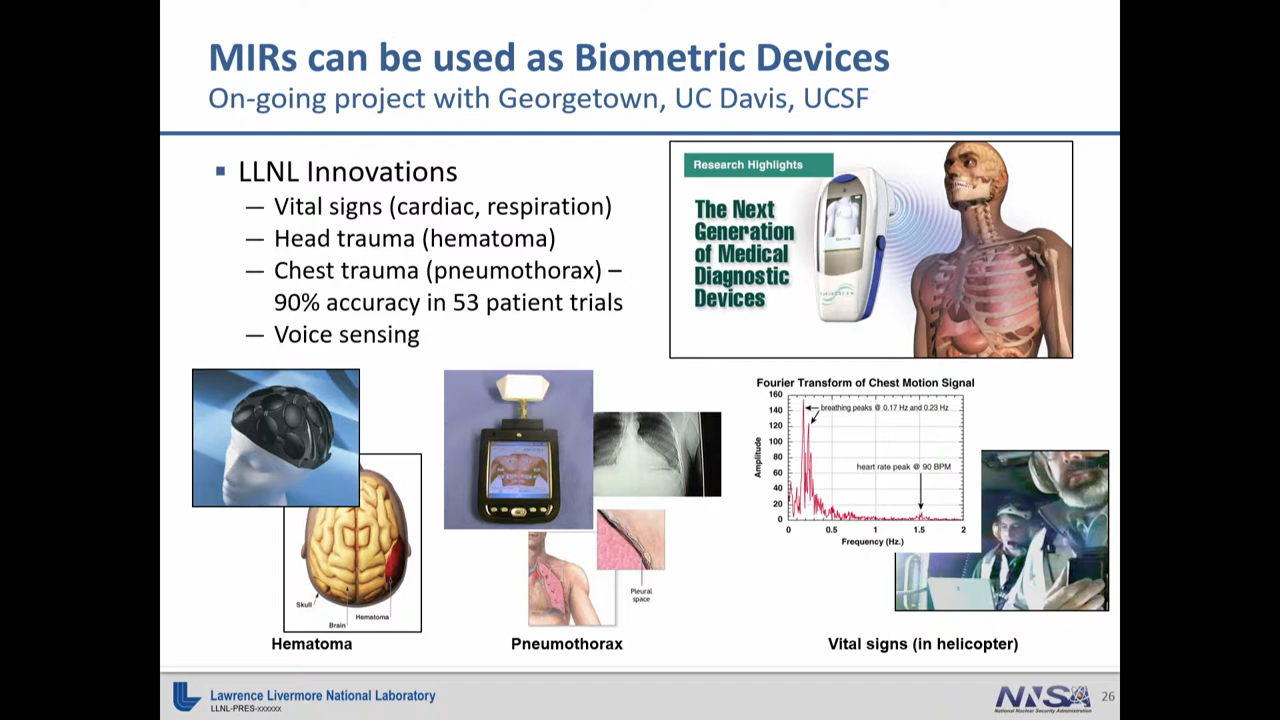 MIRs can be used as Biometric Devices
On-going project with Georgetown, UC Davis, UCSF
▪ LLNL Innovations
— Vital signs (cardiac, respiration)
— Head trauma (hematoma)
— Chest trauma (pneumothorax) –
90% accuracy in 53 patient trials
— Voice sensing
Research Highlights
The Next
Generation
of Medical
Diagnostic
Devices
Skull
Brain
Hematoma
Hematoma
Pleural
space
Pneumothorax
Fourier Transform of Chest Motion Signal
160
140
120
100
80
60
40
20
0
Amplitude
breathing peaks @ 0.17 Hz and 0.23 Hz
heart rate peak @ 90 BPM
0 0.5 1 1.5 2
Frequency (Hz.)
Vital signs (in helicopter)
Lawrence Livermore National Laboratory
LLNL-PRES-xxxxxx
NNSA
National Nuclear Security Administration
26